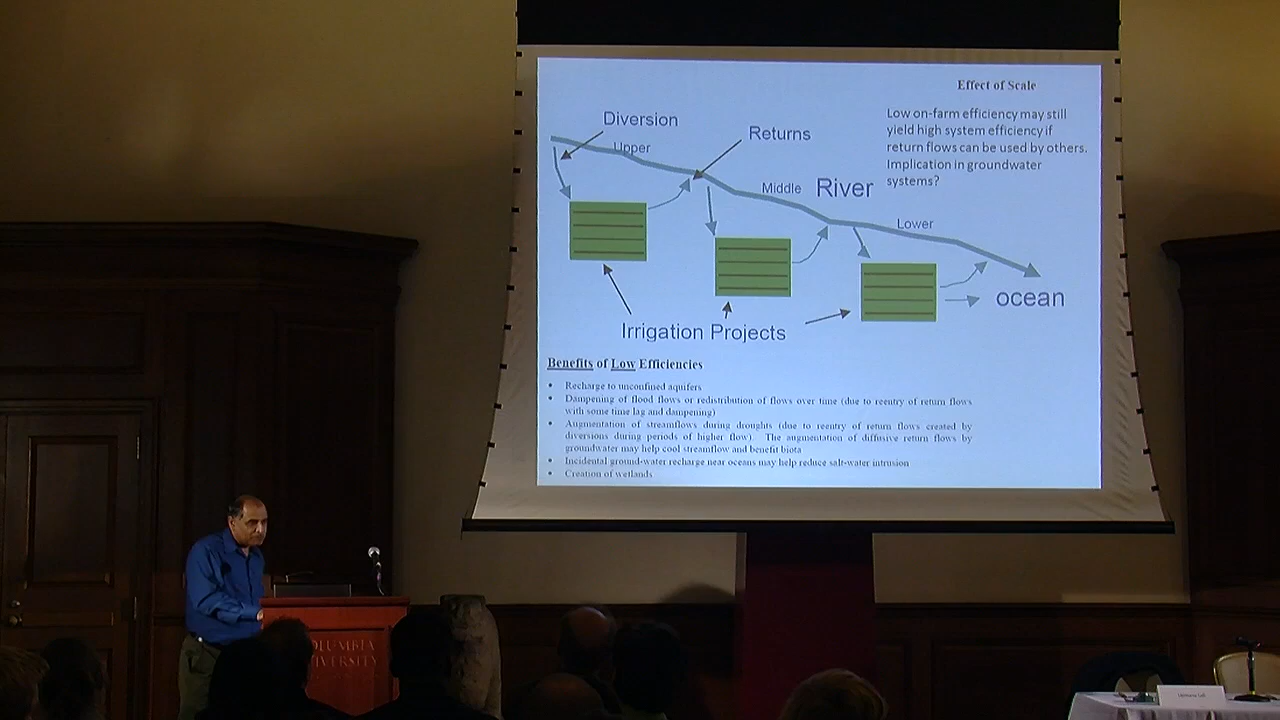 Effect of Scale
Low on-farm efficiency may still
yield high system efficiency if
return flows can be used by others.
Implication in groundwater
systems?
Diversion
Returns
Upper
Middle
River
Lower
ocean
Irrigation Projects
Benefits of Low Efficiencies
• Recharge to unconfined aquifers
• Dampening of flood flows or redistribution of flows over time (due to reentry of return flows
with some time lag and dampening)
• Augmentation of streamflows during droughts (due to reentry of return flows created by
diversions during periods of higher flow). The augmentation of diffusive return flows by
groundwater may help cool streamflow and benefit biota
• Incidental ground-water recharge near oceans may help reduce salt-water intrusion
• Creation of wetlands
OLUMBIA
IVERSITY